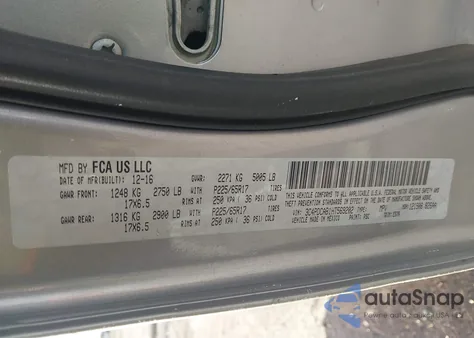 MFD BY FCA US LLC
DATE OF MFR(BUILT): 12-16 GVWR: 2271 KG 5005 LB
GAWR FRONT: 1248 KG 2750 LB P225/65R17 TIRES
17X6.5 RIMS AT 250 KPA ( 36 PSI) COLD
GAWR REAR: 1316 KG 2900 LB P225/65R17 TIRES
17X6.5 RIMS AT 250 KPA ( 36 PSI) COLD
THIS VEHICLE CONFORMS TO ALL APPLICABLE U.S.A. FEDERAL MOTOR
VEHICLE SAFETY, BUMPER, AND THEFT PREVENTION STANDARDS IN
EFFECT ON THE DATE OF MANUFACTURE SHOWN ABOVE.
TYPE: MPV
PAINT: PSC
MADE IN MEXICO
autoSnap